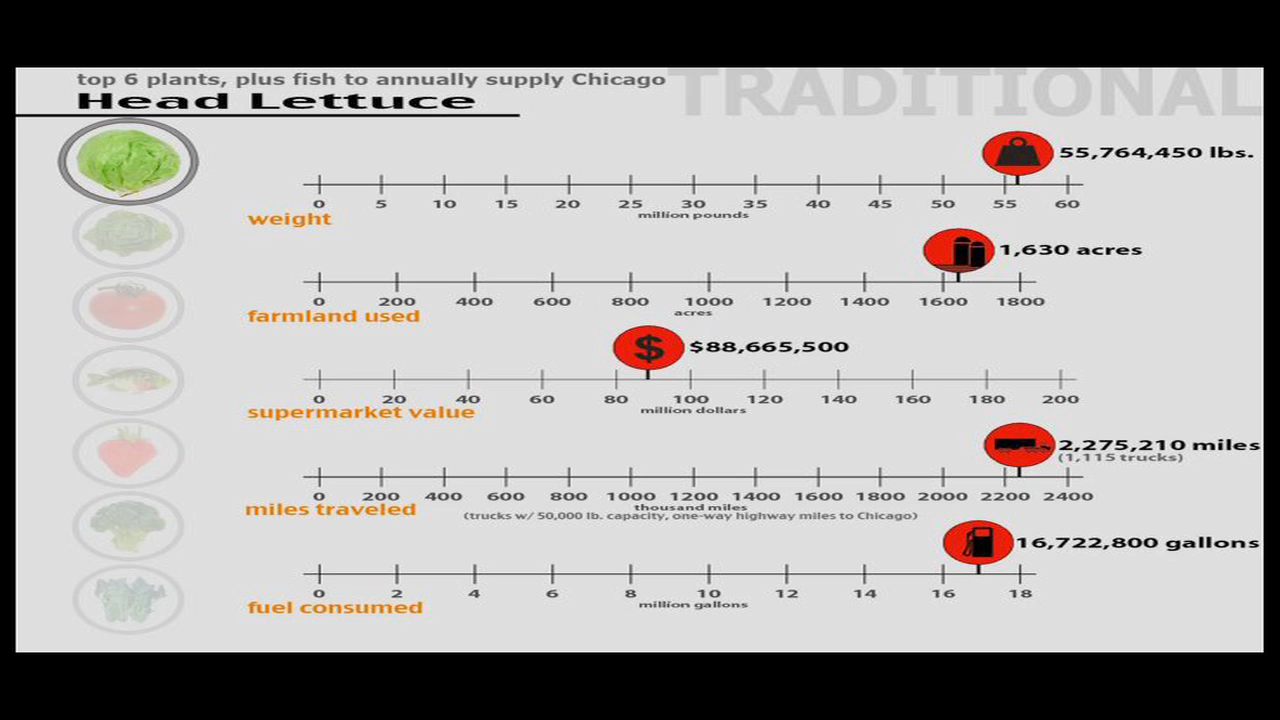 top 6 plants, plus fish to annually supply Chicago
TRADITIONAL
Head Lettuce
55,764,450 lbs.
0 5 10 15 20 25 30 35 40 45 50 55 60
million pounds
weight
1,630 acres
0 200 400 600 800 1000 1200 1400 1600 1800
acres
farmland used
$
$88,665,500
0 20 40 60 80 100 120 140 160 180 200
million dollars
supermarket value
2,275,210 miles
(1,115 trucks)
0 200 400 600 800 1000 1200 1400 1600 1800 2000 2200 2400
thousand miles
miles traveled
(trucks w/ 50,000 lb. capacity, one-way highway miles to Chicago)
16,722,800 gallons
0 2 4 6 8 10 12 14 16 18
million gallons
fuel consumed